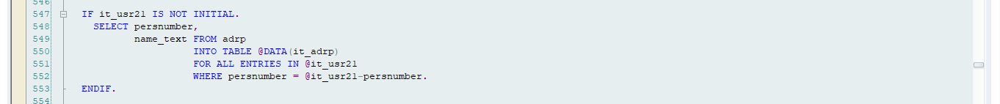 546
547 IF it_usr21 IS NOT INITIAL.
548 SELECT persnumber,
549 name_text FROM adrp
550 INTO TABLE @DATA(it_adrp)
551 FOR ALL ENTRIES IN @it_usr21
552 WHERE persnumber = @it_usr21-persnumber.
553 ENDIF.
554